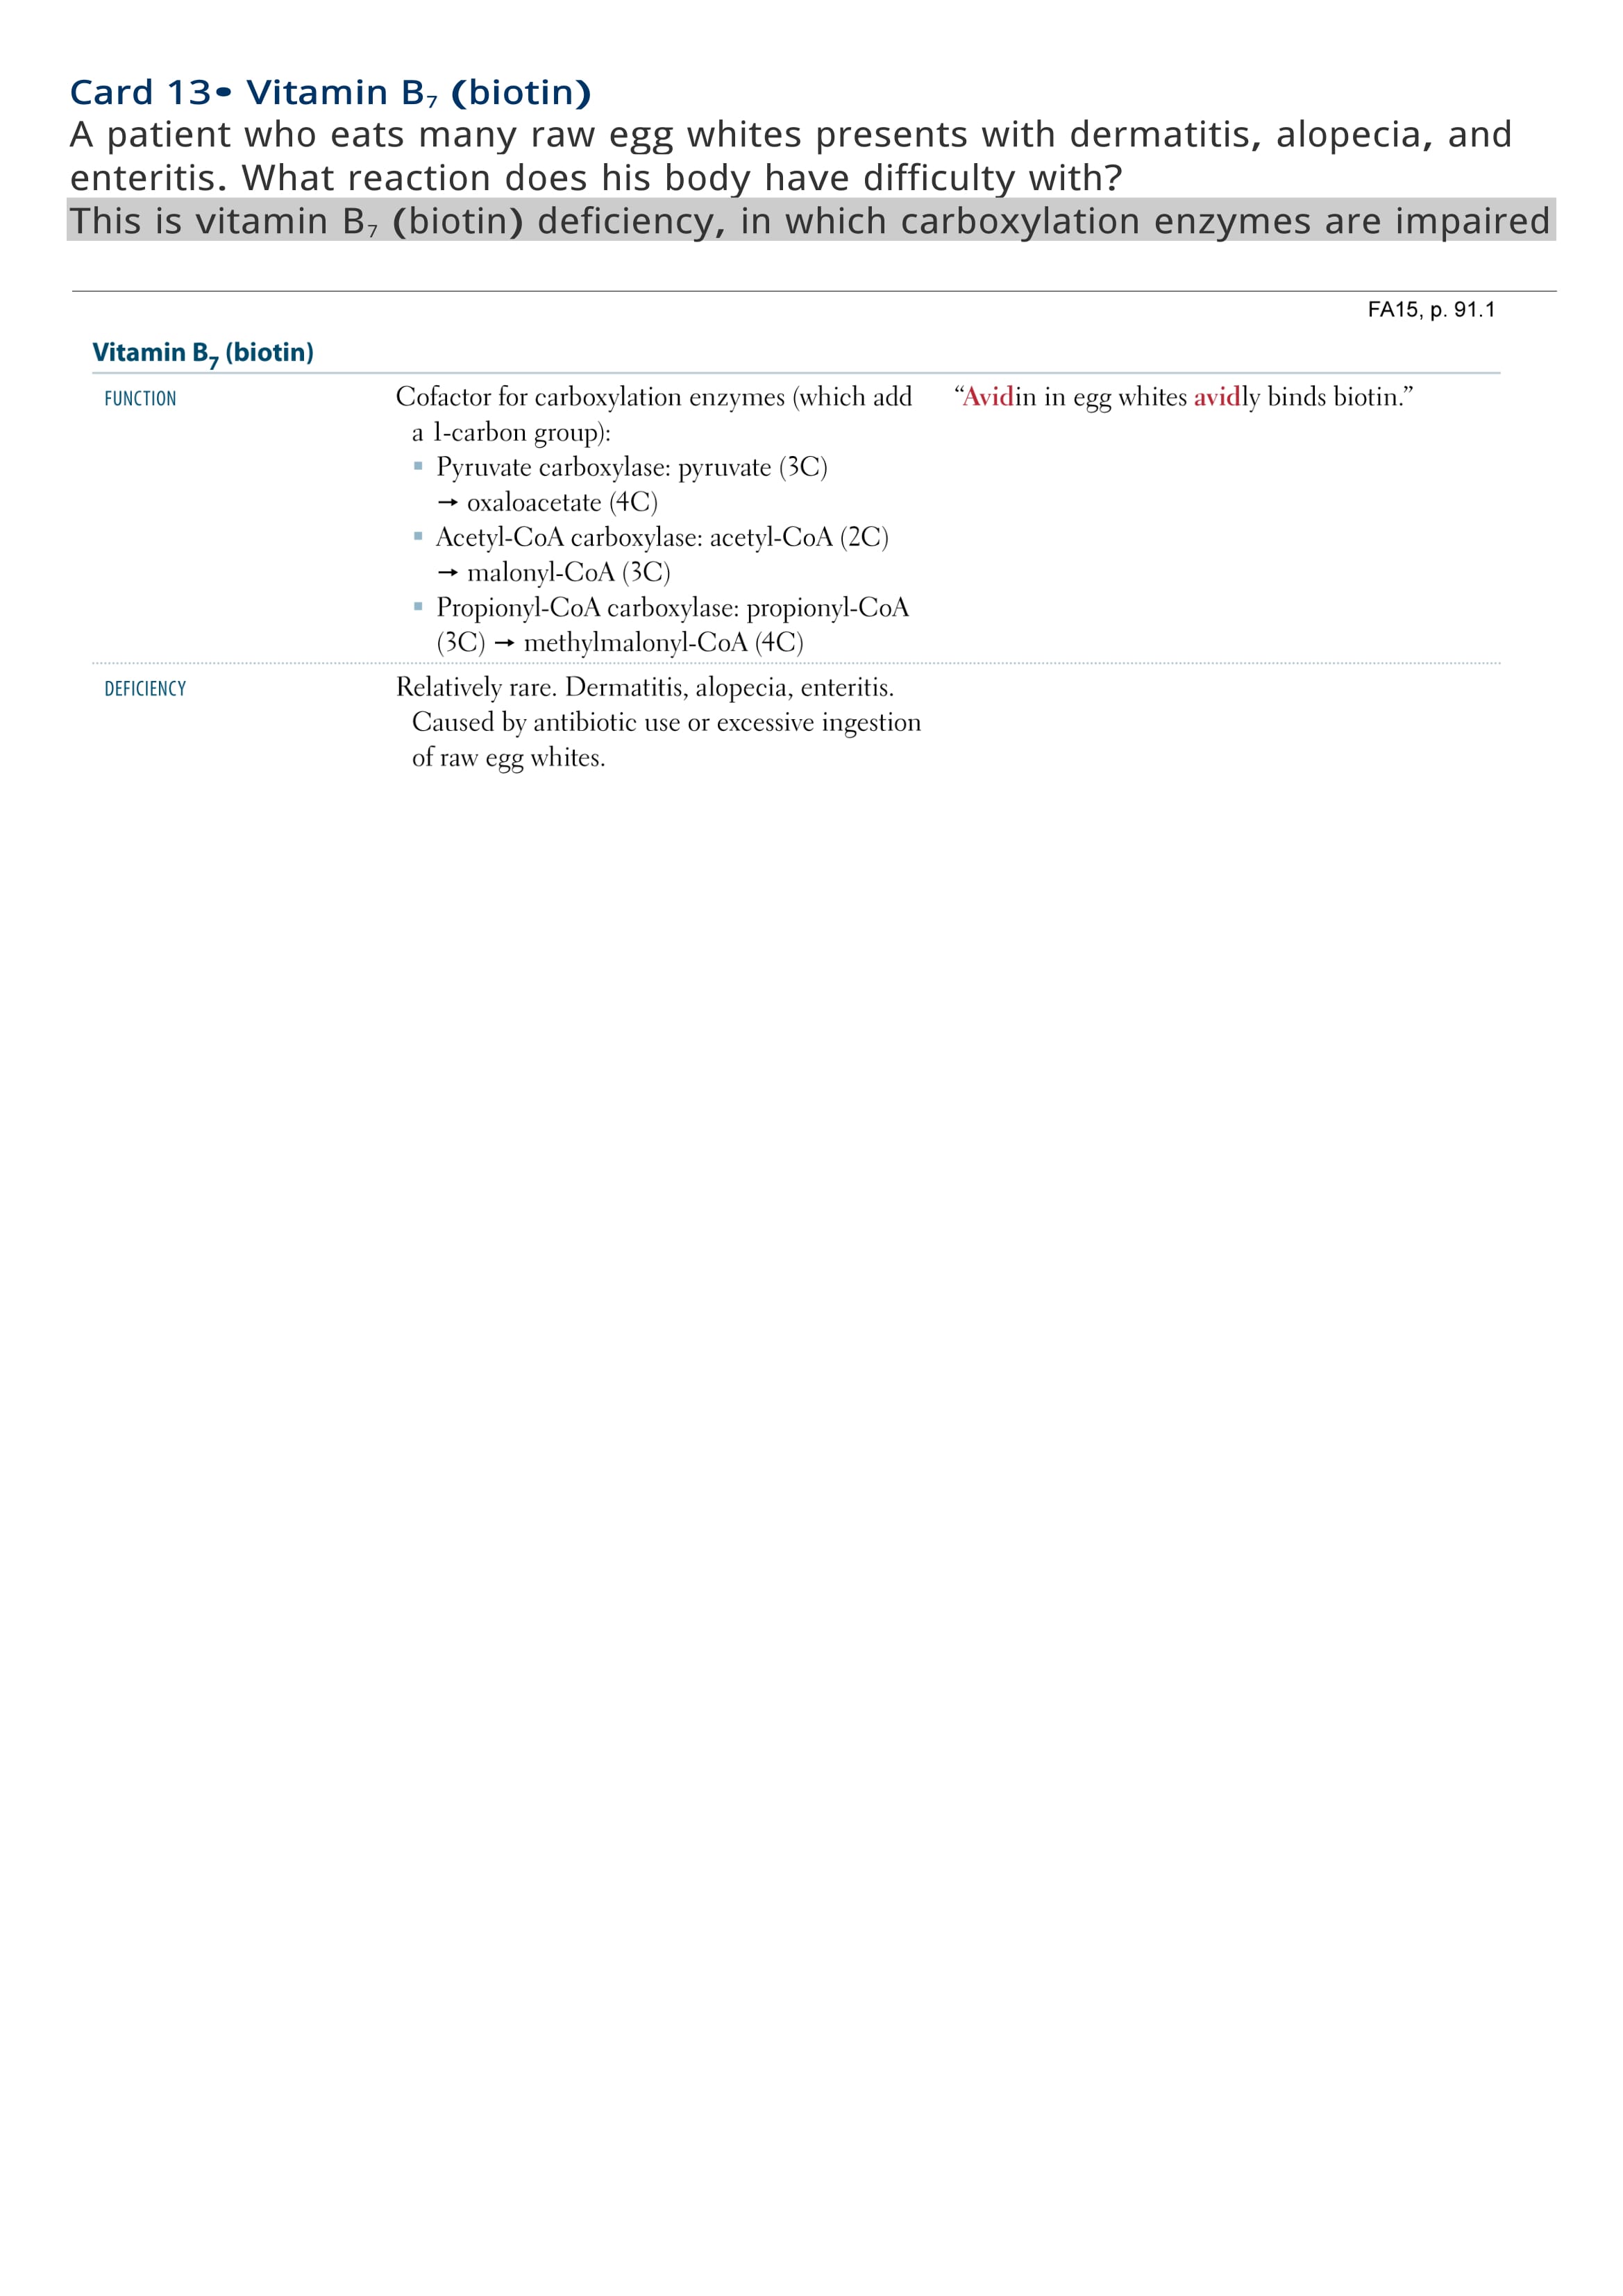 Card 13• Vitamin B₇ (biotin)
A patient who eats many raw egg whites presents with dermatitis, alopecia, and
enteritis. What reaction does his body have difficulty with?
This is vitamin B₇ (biotin) deficiency, in which carboxylation enzymes are impaired
FA15, p. 91.1
Vitamin B₇ (biotin)
FUNCTION
Cofactor for carboxylation enzymes (which add
a 1-carbon group):
▪ Pyruvate carboxylase: pyruvate (3C)
→ oxaloacetate (4C)
▪ Acetyl-CoA carboxylase: acetyl-CoA (2C)
→ malonyl-CoA (3C)
▪ Propionyl-CoA carboxylase: propionyl-CoA
(3C) → methylmalonyl-CoA (4C)
“Avidin in egg whites avidly binds biotin.”
DEFICIENCY
Relatively rare. Dermatitis, alopecia, enteritis.
Caused by antibiotic use or excessive ingestion
of raw egg whites.